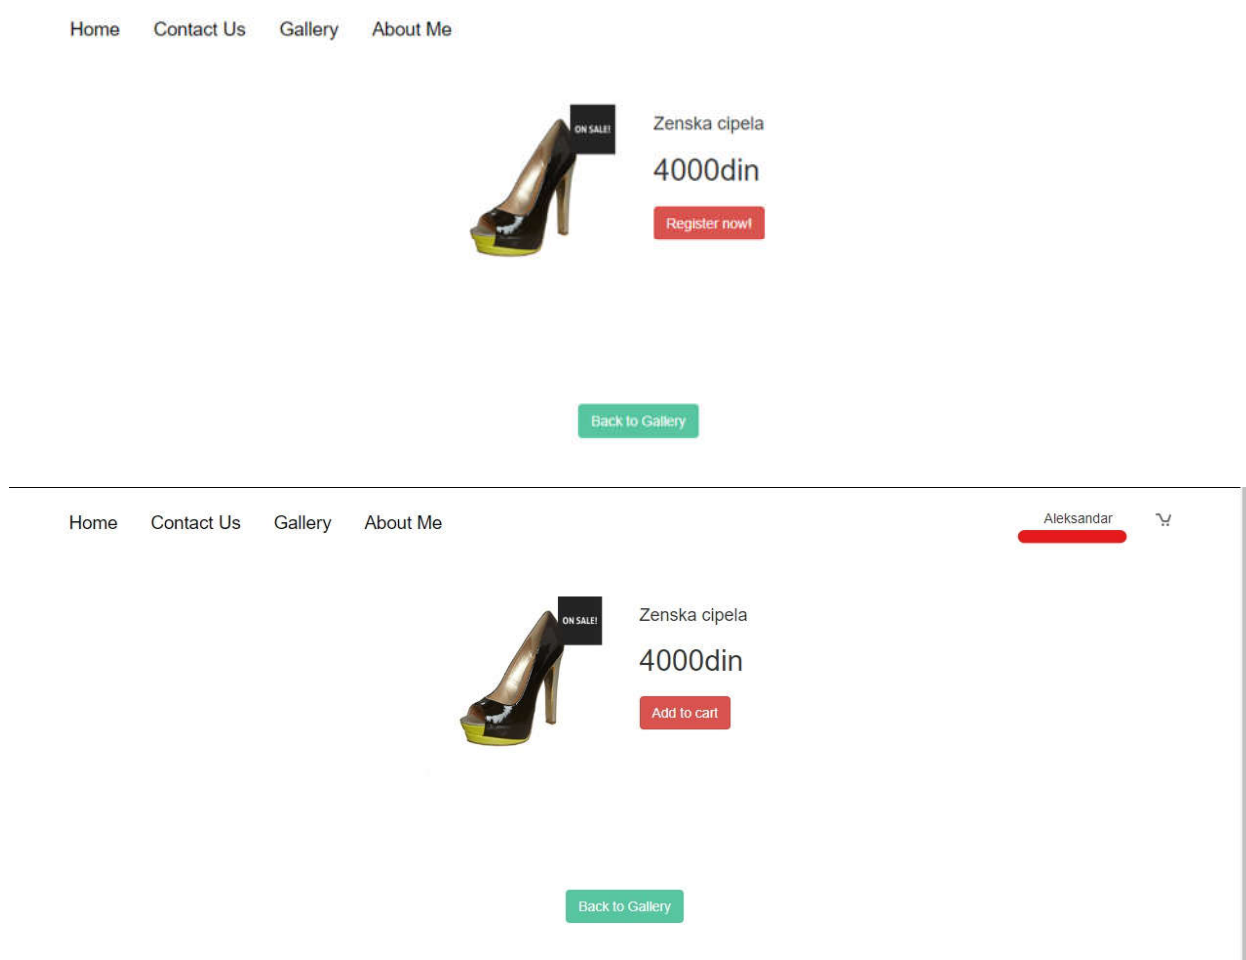 Home Contact Us Gallery About Me
ON SALE!
Zenska cipela
4000din
Register now!
Back to Gallery
Home Contact Us Gallery About Me Aleksandar
ON SALE!
Zenska cipela
4000din
Add to cart
Back to Gallery